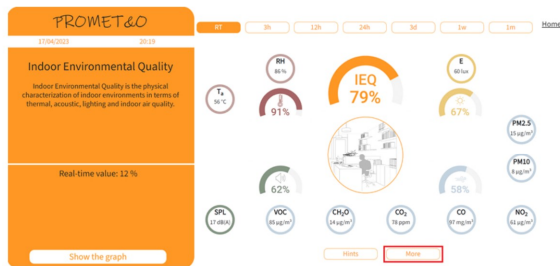 PROMET&O
17/04/2023 20:19
Indoor Environmental Quality
Indoor Environmental Quality is the physical
characterization of indoor environments in terms of
thermal, acoustic, lighting and indoor air quality.
Real-time value: 12 %
Show the graph
RT 3h 12h 24h 3d 1w 1m Home
RH
86 %
E
60 lux
Ta
56 °C
IEQ
79%
91%
67%
PM2.5
15 µg/m³
PM10
8 µg/m³
62%
58%
SPL
17 dB(A)
VOC
85 µg/m³
CH2O
14 µg/m³
CO2
78 ppm
CO
97 mg/m³
NO2
61 µg/m³
Hints
More